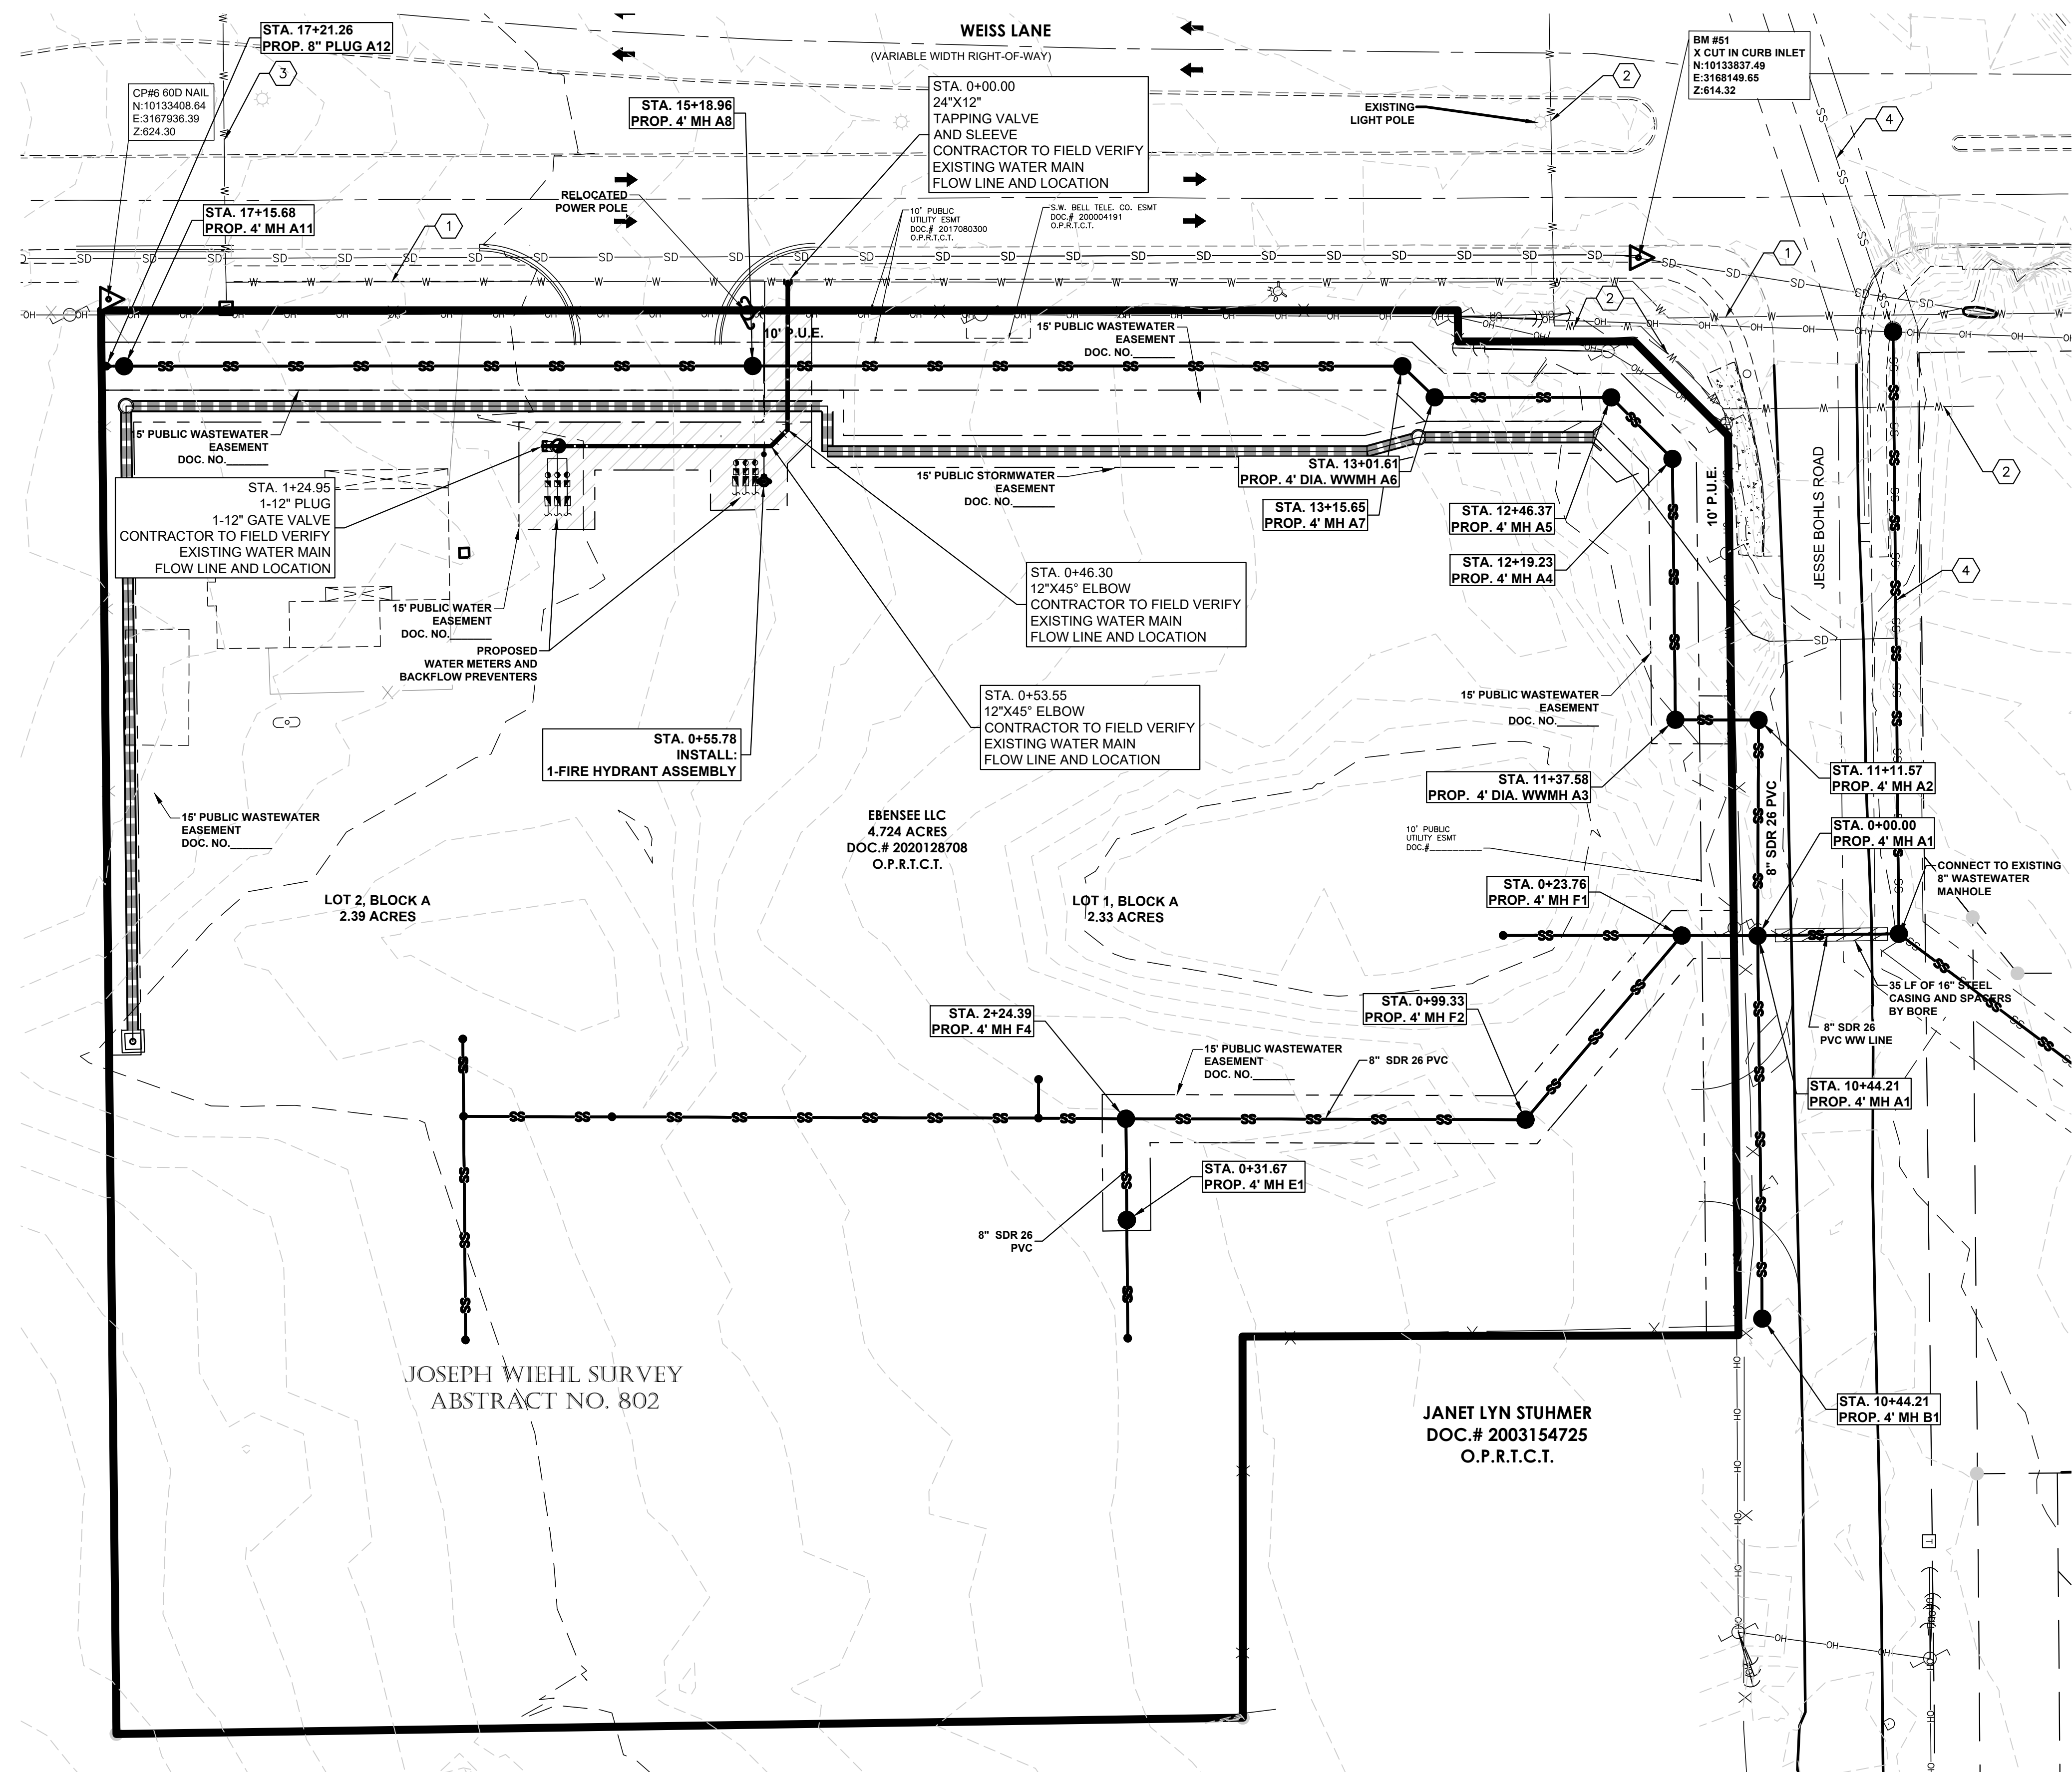 WEISS LANE
(VARIABLE WIDTH RIGHT-OF-WAY)
STA. 17+21.26
PROP. 8" PLUG A12
3
CP#6 60D NAIL
N:10133408.64
E:3167936.39
Z:624.30
STA. 15+18.96
PROP. 4' MH A8
STA. 0+00.00
24"X12"
TAPPING VALVE
AND SLEEVE
CONTRACTOR TO FIELD VERIFY
EXISTING WATER MAIN
FLOW LINE AND LOCATION
EXISTING
LIGHT POLE
2
BM #51
X CUT IN CURB INLET
N:10133837.49
E:3168149.65
Z:614.32
4
STA. 17+15.68
PROP. 4' MH A11
1
RELOCATED
POWER POLE
10' PUBLIC
UTILITY ESMT
DOC.# 2017080300
O.P.R.T.C.T.
S.W. BELL TELE. CO. ESMT
DOC.# 200004191
O.P.R.T.C.T.
1
2
10' P.U.E.
15' PUBLIC WASTEWATER
EASEMENT
DOC. NO.______
5' PUBLIC WASTEWATER
EASEMENT
DOC. NO.______
STA. 1+24.95
1-12" PLUG
1-12" GATE VALVE
CONTRACTOR TO FIELD VERIFY
EXISTING WATER MAIN
FLOW LINE AND LOCATION
15' PUBLIC STORMWATER
EASEMENT
DOC. NO.______
STA. 13+01.61
PROP. 4' DIA. WWMH A6
STA. 13+15.65
PROP. 4' MH A7
STA. 12+46.37
PROP. 4' MH A5
STA. 12+19.23
PROP. 4' MH A4
10' P.U.E.
JESSE BOHLS ROAD
2
4
15' PUBLIC WATER
EASEMENT
DOC. NO.______
PROPOSED
WATER METERS AND
BACKFLOW PREVENTERS
STA. 0+46.30
12"X45° ELBOW
CONTRACTOR TO FIELD VERIFY
EXISTING WATER MAIN
FLOW LINE AND LOCATION
STA. 0+53.55
12"X45° ELBOW
CONTRACTOR TO FIELD VERIFY
EXISTING WATER MAIN
FLOW LINE AND LOCATION
STA. 0+55.78
INSTALL:
1-FIRE HYDRANT ASSEMBLY
15' PUBLIC WASTEWATER
EASEMENT
DOC. NO.______
STA. 11+37.58
PROP.  4' DIA. WWMH A3
STA. 11+11.57
PROP. 4' MH A2
8" SDR 26 PVC
15' PUBLIC WASTEWATER
EASEMENT
DOC. NO.______
EBENSEE LLC
4.724 ACRES
DOC.# 2020128708
O.P.R.T.C.T.
10' PUBLIC
UTILITY ESMT
DOC.#_________
STA. 0+00.00
PROP. 4' MH A1
CONNECT TO EXISTING
8" WASTEWATER
MANHOLE
LOT 2, BLOCK A
2.39 ACRES
LOT 1, BLOCK A
2.33 ACRES
STA. 0+23.76
PROP. 4' MH F1
STA. 2+24.39
PROP. 4' MH F4
STA. 0+99.33
PROP. 4' MH F2
35 LF OF 16" STEEL
CASING AND SPACERS
BY BORE
8" SDR 26
PVC WW LINE
15' PUBLIC WASTEWATER
EASEMENT
DOC. NO.______
8"  SDR 26 PVC
STA. 10+44.21
PROP. 4' MH A1
STA. 0+31.67
PROP. 4' MH E1
8"  SDR 26
PVC
JOSEPH WIEHL SURVEY
ABSTRACT NO. 802
JANET LYN STUHMER
DOC.# 2003154725
O.P.R.T.C.T.
STA. 10+44.21
PROP. 4' MH B1